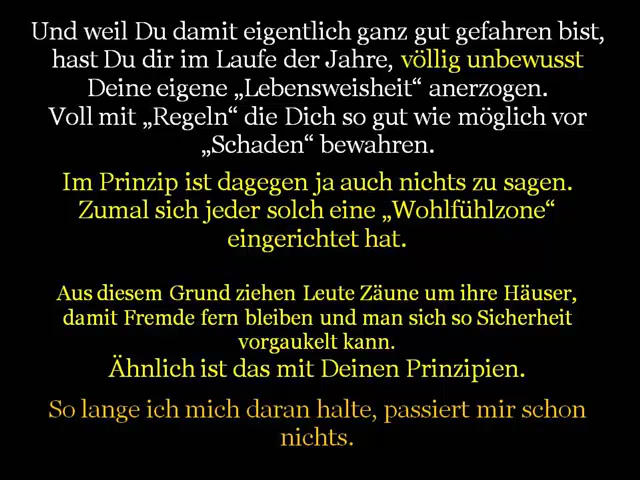 Und weil Du damit eigentlich ganz gut gefahren bist,
hast Du dir im Laufe der Jahre, völlig unbewusst
Deine eigene „Lebensweisheit“ anerzogen.
Voll mit „Regeln“ die Dich so gut wie möglich vor
„Schaden“ bewahren.
Im Prinzip ist dagegen ja auch nichts zu sagen.
Zumal sich jeder solch eine „Wohlfühlzone“
eingerichtet hat.
Aus diesem Grund ziehen Leute Zäune um ihre Häuser,
damit Fremde fern bleiben und man sich so Sicherheit
vorgaukelt kann.
Ähnlich ist das mit Deinen Prinzipien.
So lange ich mich daran halte, passiert mir schon
nichts.